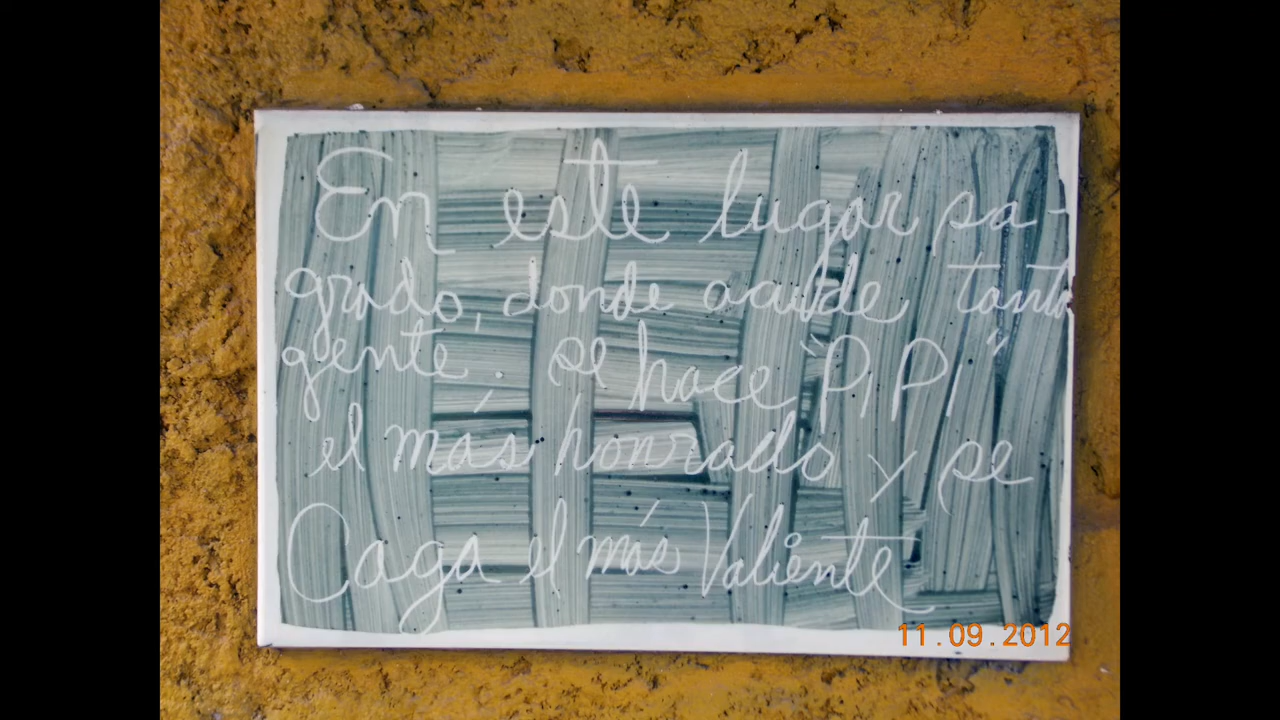 En este lugar sa-
grado, donde acude, tanta
gente, se hace "PiPi"
el más honrado y se
Caga el más Valiente
11.09.2012